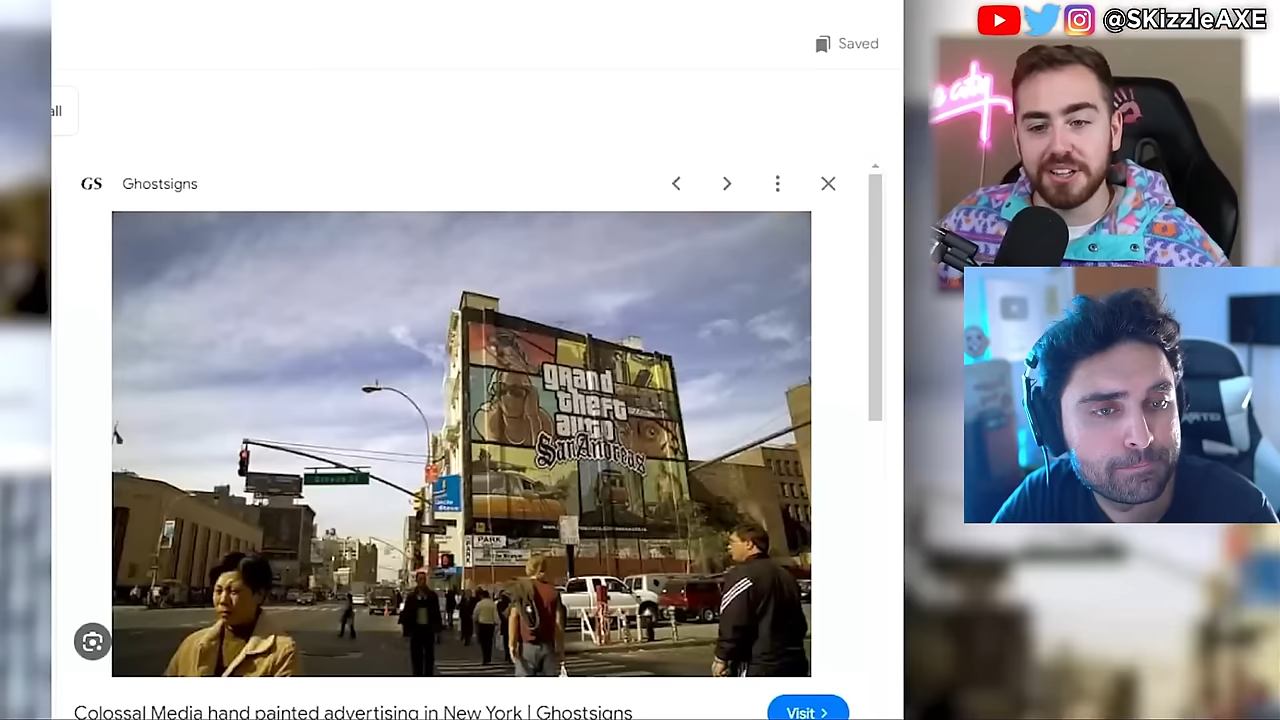 @SKizzleAXE
Saved
all
GS Ghostsigns
grand
theft
auto
San Andreas
PARK
Colossal Media hand painted advertising in New York | Ghostsigns
Visit >